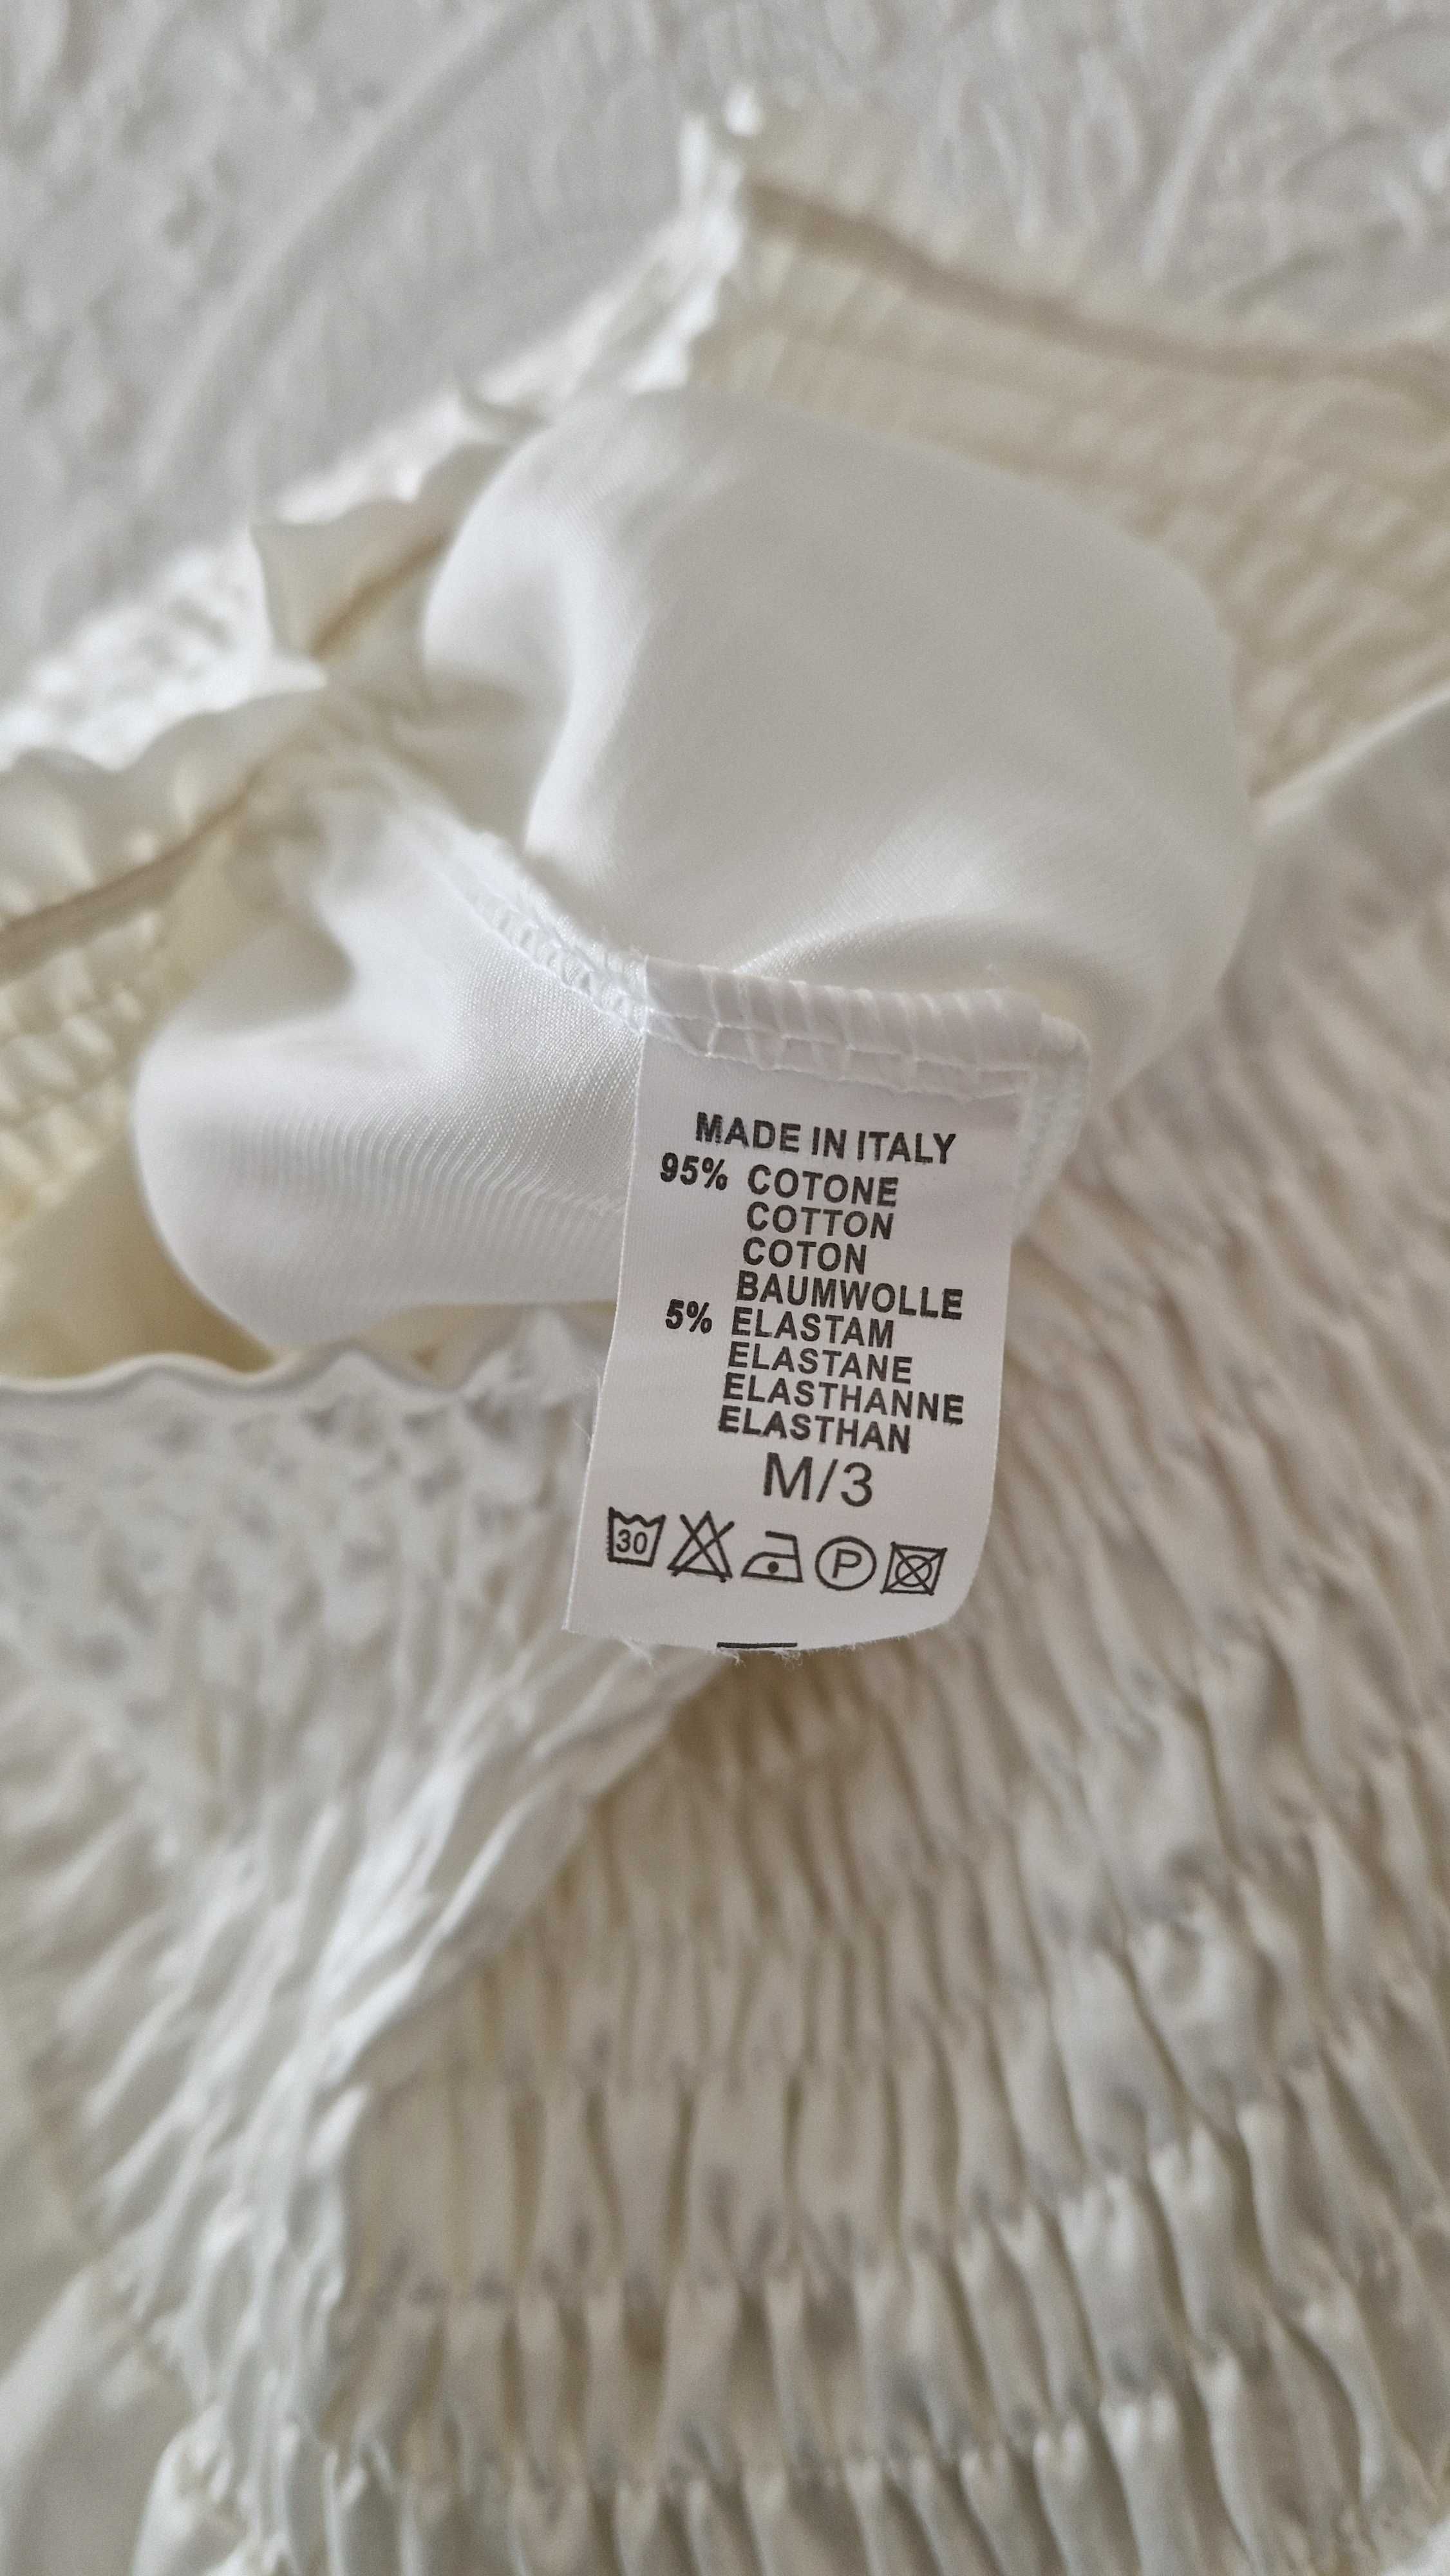 MADE IN ITALY
95% COTONE
COTTON
COTON
BAUMWOLLE
5% ELASTAM
ELASTANE
ELASTHANNE
ELASTHAN
M/3
30 P